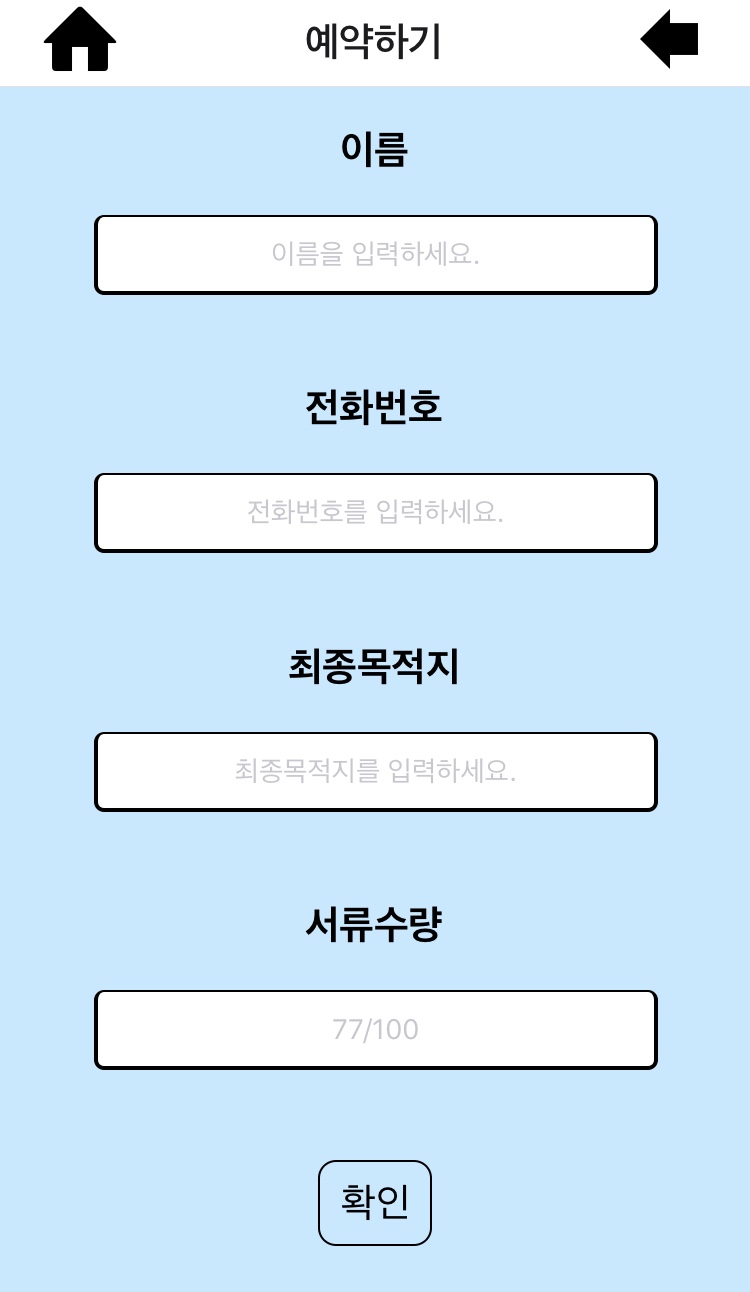 예약하기
이름
이름을 입력하세요.
전화번호
전화번호를 입력하세요.
최종목적지
최종목적지를 입력하세요.
서류수량
77/100
확인